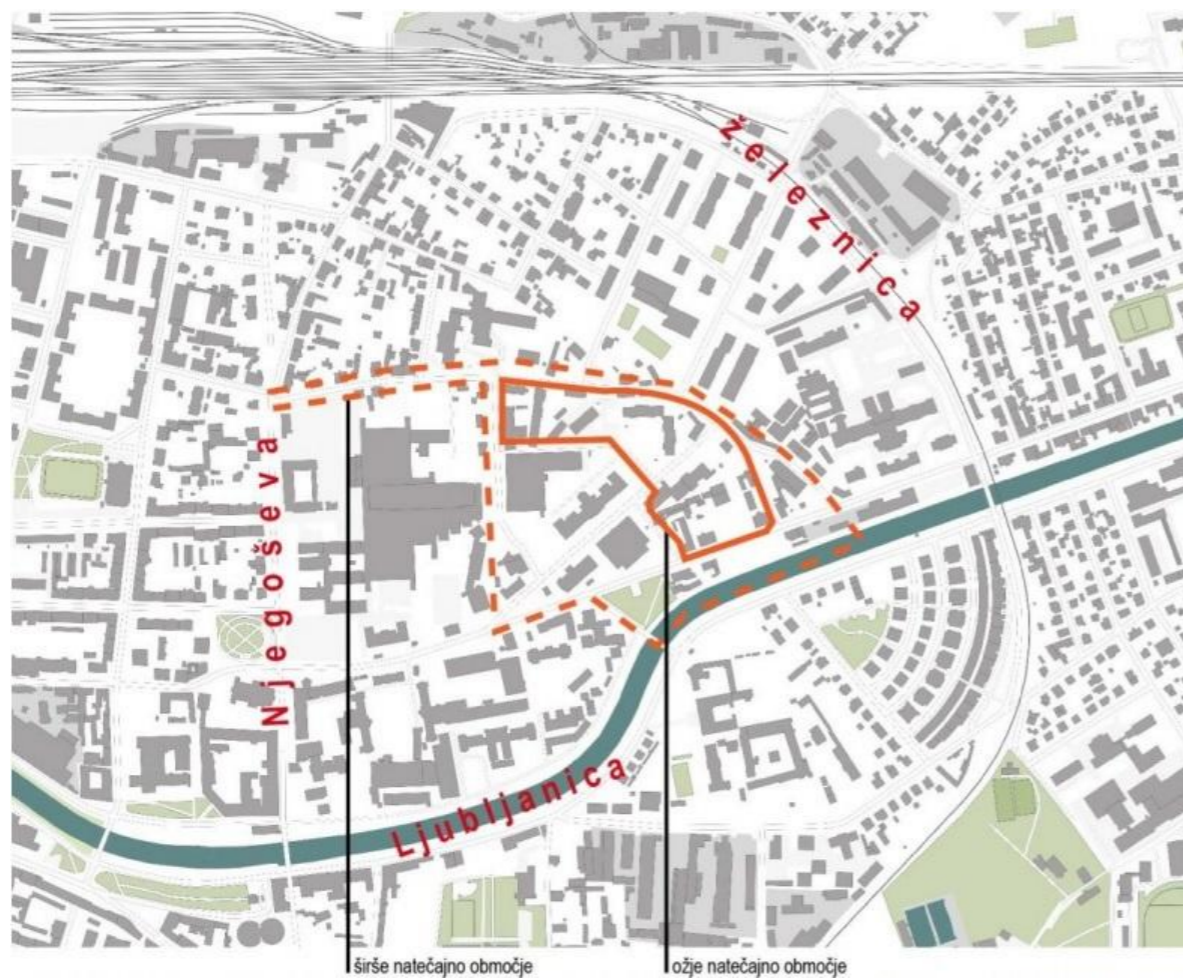 železnica
Njegoševa
Ljubljanica
širše natečajno območje
ožje natečajno območje